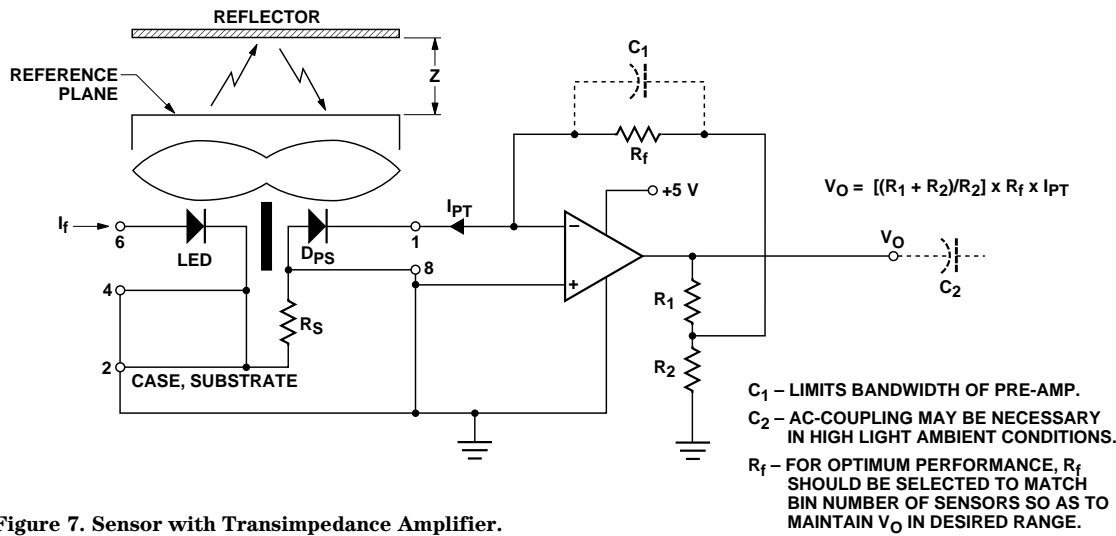 REFLECTOR
REFERENCE
PLANE
Z
C1
Rf
+5 V
VO = [(R1 + R2)/R2] x Rf x IPT
If
6
LED
DPS
1
IPT
8
−
+
VO
C2
4
RS
R1
2
CASE, SUBSTRATE
R2
C1 – LIMITS BANDWIDTH OF PRE-AMP.
C2 – AC-COUPLING MAY BE NECESSARY
IN HIGH LIGHT AMBIENT CONDITIONS.
Rf – FOR OPTIMUM PERFORMANCE, Rf
SHOULD BE SELECTED TO MATCH
BIN NUMBER OF SENSORS SO AS TO
MAINTAIN VO IN DESIRED RANGE.
igure 7. Sensor with Transimpedance Amplifier.